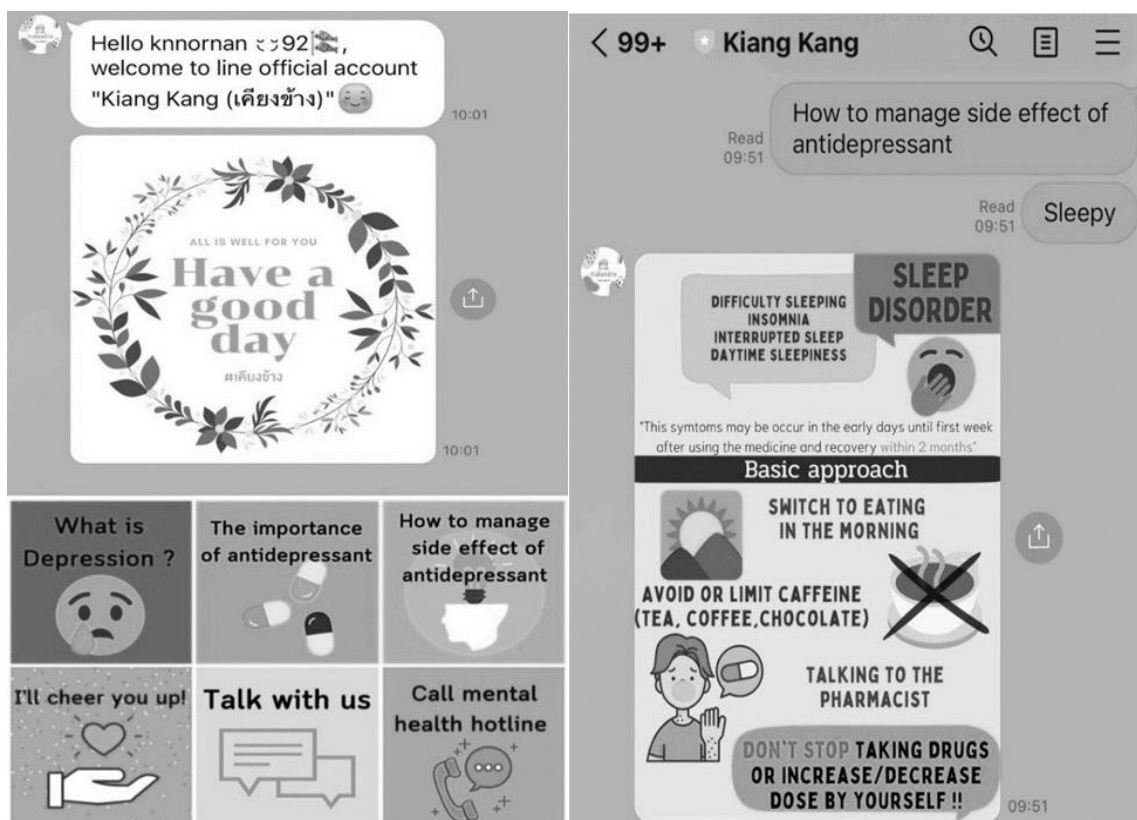 Hello knnornan ಒ ွ92🎏,
welcome to line official account
"Kiang Kang (เคียงข้าง)" 😌
10:01
ALL IS WELL FOR YOU
Have a
good
day
#เคียงข้าง
10:01
What is
Depression ?
The importance
of antidepressant
How to manage
side effect of
antidepressant
I'll cheer you up!
Talk with us
Call mental
health hotline
99+
Kiang Kang
How to manage side effect of
antidepressant
Read
09:51
Sleepy
Read
09:51
SLEEP
DISORDER
DIFFICULTY SLEEPING
INSOMNIA
INTERRUPTED SLEEP
DAYTIME SLEEPINESS
"This symtoms may be occur in the early days until first week
after using the medicine and recovery within 2 months"
Basic approach
SWITCH TO EATING
IN THE MORNING
AVOID OR LIMIT CAFFEINE
(TEA, COFFEE,CHOCOLATE)
TALKING TO THE
PHARMACIST
DON'T STOP TAKING DRUGS
OR INCREASE/DECREASE
DOSE BY YOURSELF !!
09:51